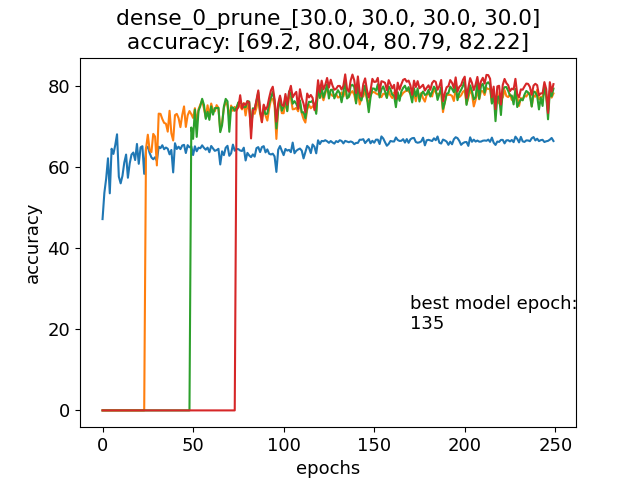 dense_0_prune_[30.0, 30.0, 30.0, 30.0]
accuracy: [69.2, 80.04, 80.79, 82.22]
80
60
40
20
0
accuracy
best model epoch:
135
0 50 100 150 200 250
epochs